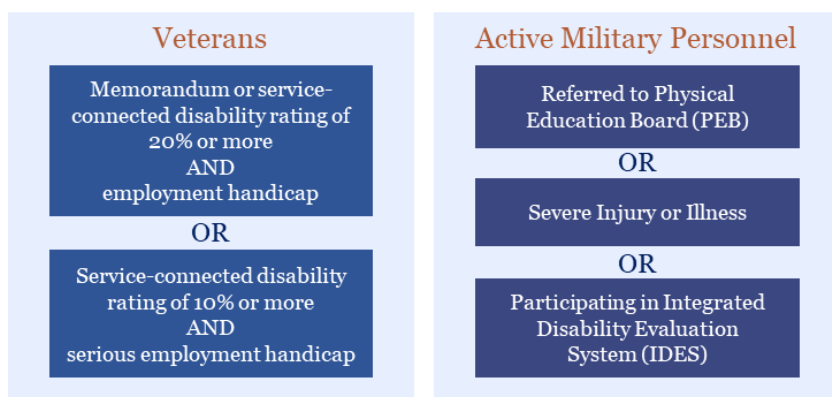 Veterans
Memorandum or service-
connected disability rating of
20% or more
AND
employment handicap
OR
Service-connected disability
rating of 10% or more
AND
serious employment handicap
Active Military Personnel
Referred to Physical
Education Board (PEB)
OR
Severe Injury or Illness
OR
Participating in Integrated
Disability Evaluation
System (IDES)